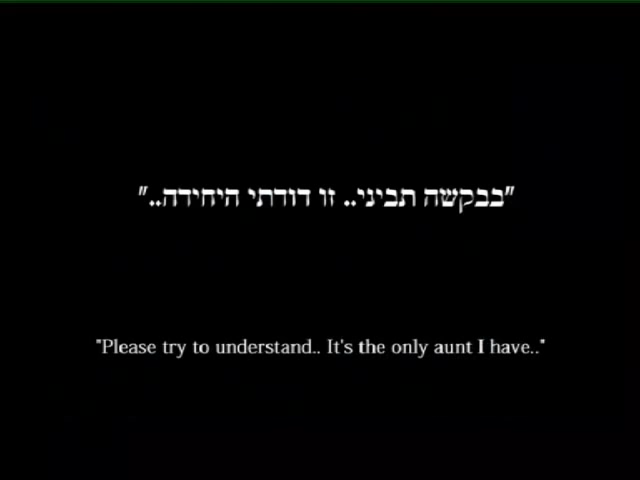 "בבקשה תביני.. זו דודתי היחידה.."
"Please try to understand.. It's the only aunt I have.."